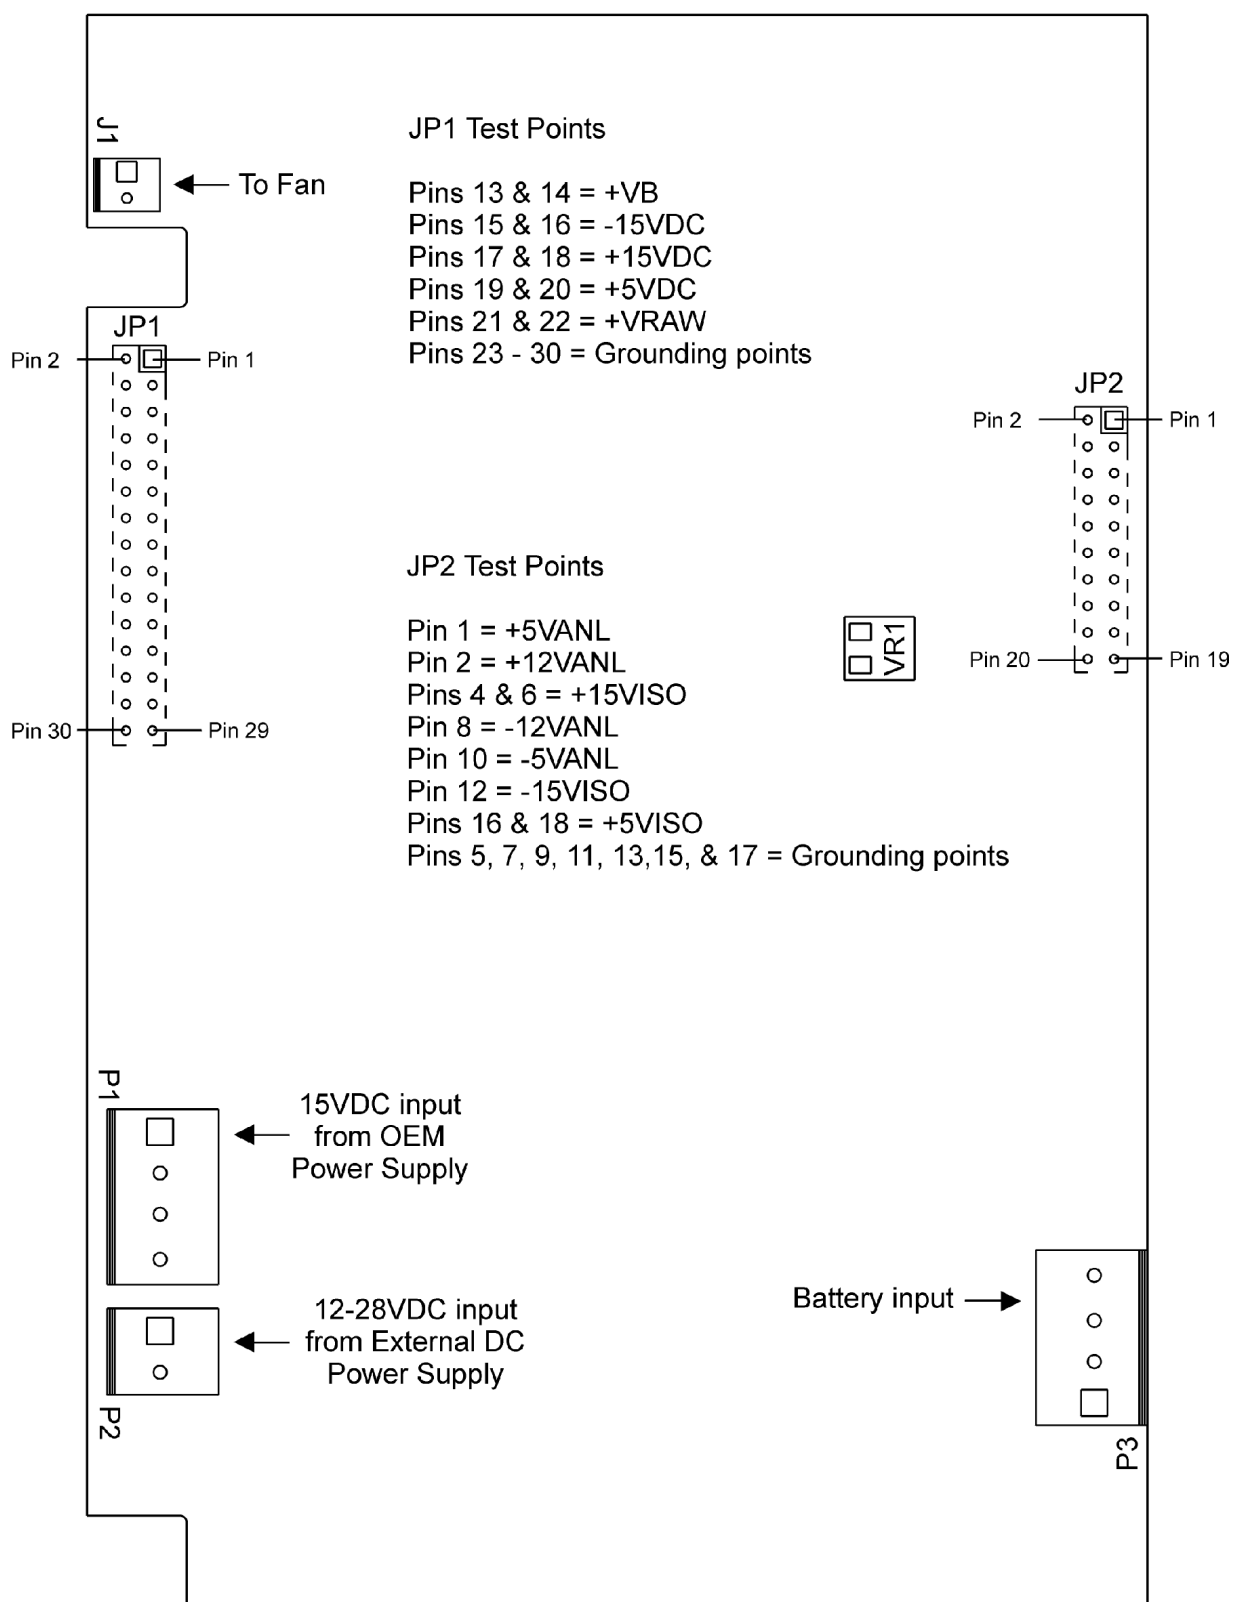 J1
To Fan
JP1 Test Points
Pins 13 & 14 = +VB
Pins 15 & 16 = -15VDC
Pins 17 & 18 = +15VDC
Pins 19 & 20 = +5VDC
Pins 21 & 22 = +VRAW
Pins 23 - 30 = Grounding points
JP1
Pin 2
Pin 1
Pin 30
Pin 29
JP2
Pin 2
Pin 1
Pin 20
Pin 19
JP2 Test Points
Pin 1 = +5VANL
Pin 2 = +12VANL
Pins 4 & 6 = +15VISO
Pin 8 = -12VANL
Pin 10 = -5VANL
Pin 12 = -15VISO
Pins 16 & 18 = +5VISO
Pins 5, 7, 9, 11, 13,15, & 17 = Grounding points
VR1
P1
15VDC input
from OEM
Power Supply
12-28VDC input
from External DC
Power Supply
P2
Battery input
P3